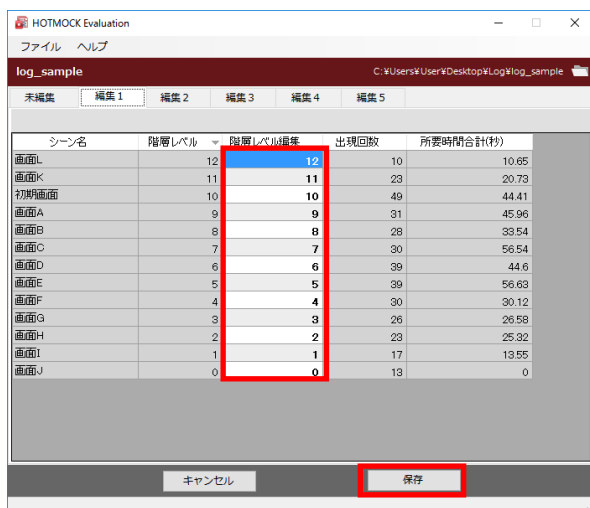 HOTMOCK Evaluation
ファイル ヘルプ
log_sample C:¥Users¥User¥Desktop¥Log¥log_sample
未編集 編集1 編集2 編集3 編集4 編集5
シーン名 階層レベル 階層レベル編集 出現回数 所要時間合計(秒)
画面L 12 12 10 10.65
画面K 11 11 23 20.73
初期画面 10 10 49 44.41
画面A 9 9 31 45.96
画面B 8 8 28 33.54
画面C 7 7 30 56.54
画面D 6 6 39 44.6
画面E 5 5 39 56.63
画面F 4 4 30 30.12
画面G 3 3 26 26.58
画面H 2 2 23 25.32
画面I 1 1 17 13.55
画面J 0 0 13 0
キャンセル 保存